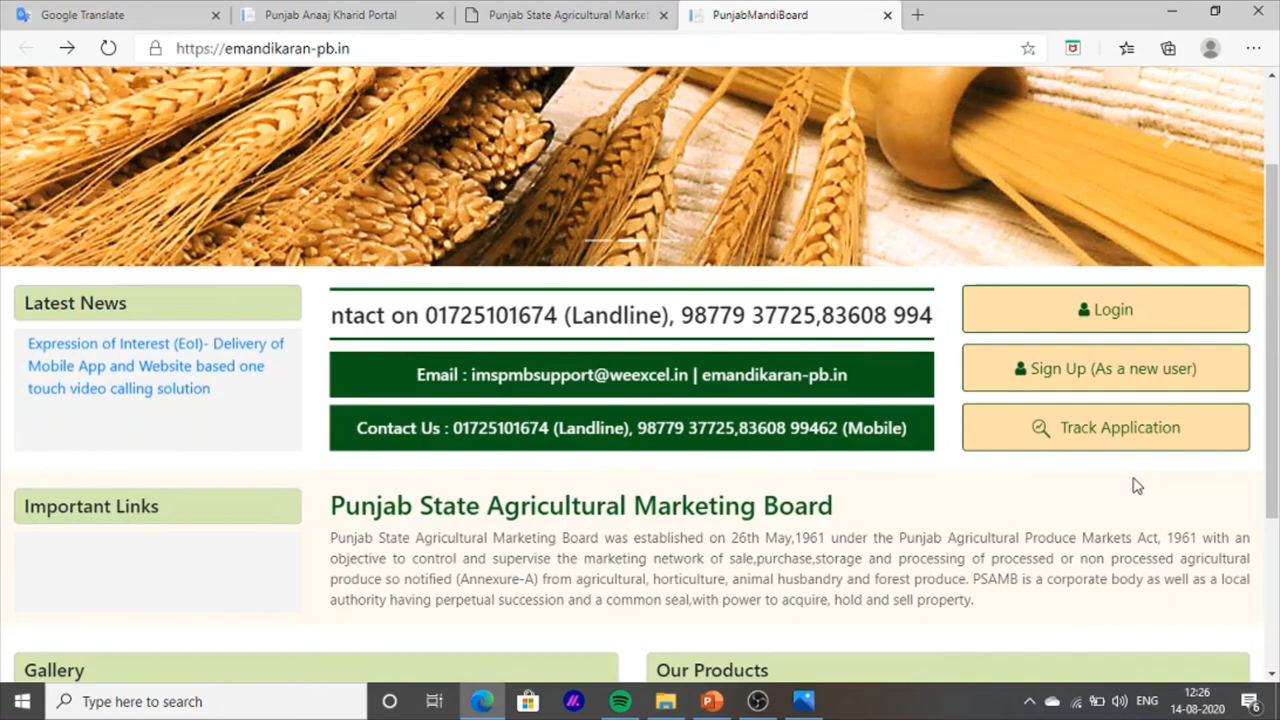 Google Translate
Punjab Anaaj Kharid Portal
Punjab State Agricultural Market
PunjabMandiBoard
https://emandikaran-pb.in
Latest News
Expression of Interest (EoI)- Delivery of
Mobile App and Website based one
touch video calling solution
ntact on 01725101674 (Landline), 98779 37725,83608 994
Email : imspmbsupport@weexcel.in | emandikaran-pb.in
Contact Us : 01725101674 (Landline), 98779 37725,83608 99462 (Mobile)
Login
Sign Up (As a new user)
Track Application
Important Links
Punjab State Agricultural Marketing Board
Punjab State Agricultural Marketing Board was established on 26th May,1961 under the Punjab Agricultural Produce Markets Act, 1961 with an
objective to control and supervise the marketing network of sale,purchase,storage and processing of processed or non processed agricultural
produce so notified (Annexure-A) from agricultural, horticulture, animal husbandry and forest produce. PSAMB is a corporate body as well as a local
authority having perpetual succession and a common seal,with power to acquire, hold and sell property.
Gallery
Our Products
Type here to search
ENG
12:26
14-08-2020
6